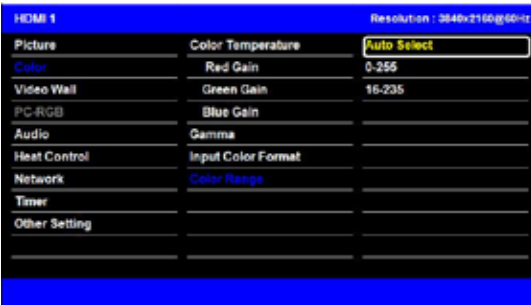 HDMI 1
Resolution : 3840x2160@60Hz
Picture
Color
Video Wall
PC-RGB
Audio
Heat Control
Network
Timer
Other Setting
Color Temperature
Red Gain
Green Gain
Blue Gain
Gamma
Input Color Format
Color Range
Auto Select
0-255
16-235